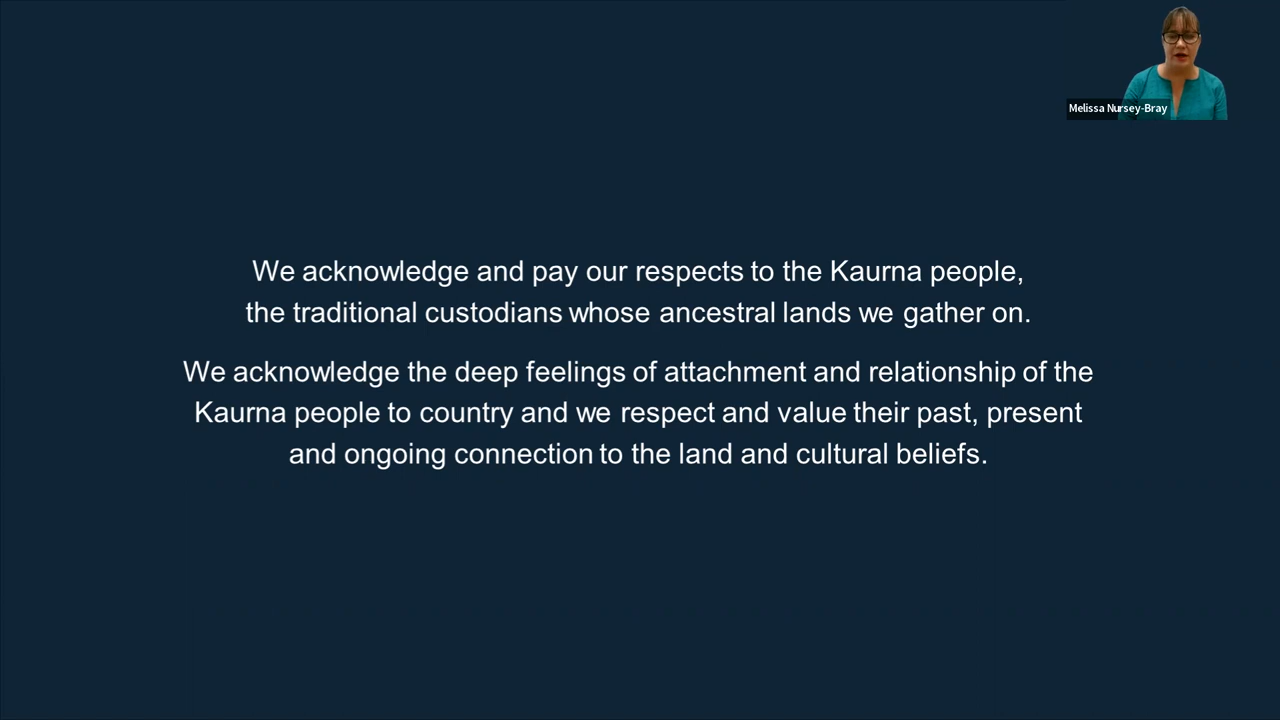 Melissa Nursey-Bray
We acknowledge and pay our respects to the Kaurna people,
the traditional custodians whose ancestral lands we gather on.
We acknowledge the deep feelings of attachment and relationship of the
Kaurna people to country and we respect and value their past, present
and ongoing connection to the land and cultural beliefs.